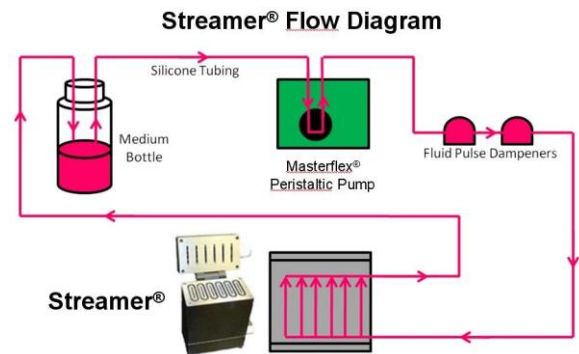 Streamer® Flow Diagram
Silicone Tubing
Medium
Bottle
Masterflex®
Peristaltic Pump
Fluid Pulse Dampeners
Streamer®